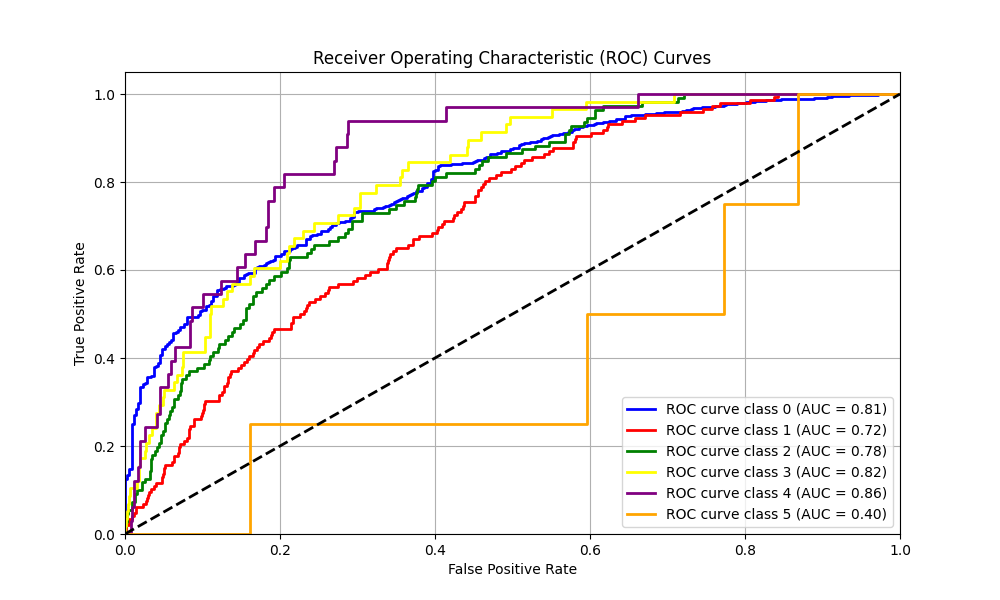 Receiver Operating Characteristic (ROC) Curves
True Positive Rate
1.0
0.8
0.6
0.4
0.2
0.0
0.0 0.2 0.4 0.6 0.8 1.0
False Positive Rate
ROC curve class 0 (AUC = 0.81)
ROC curve class 1 (AUC = 0.72)
ROC curve class 2 (AUC = 0.78)
ROC curve class 3 (AUC = 0.82)
ROC curve class 4 (AUC = 0.86)
ROC curve class 5 (AUC = 0.40)